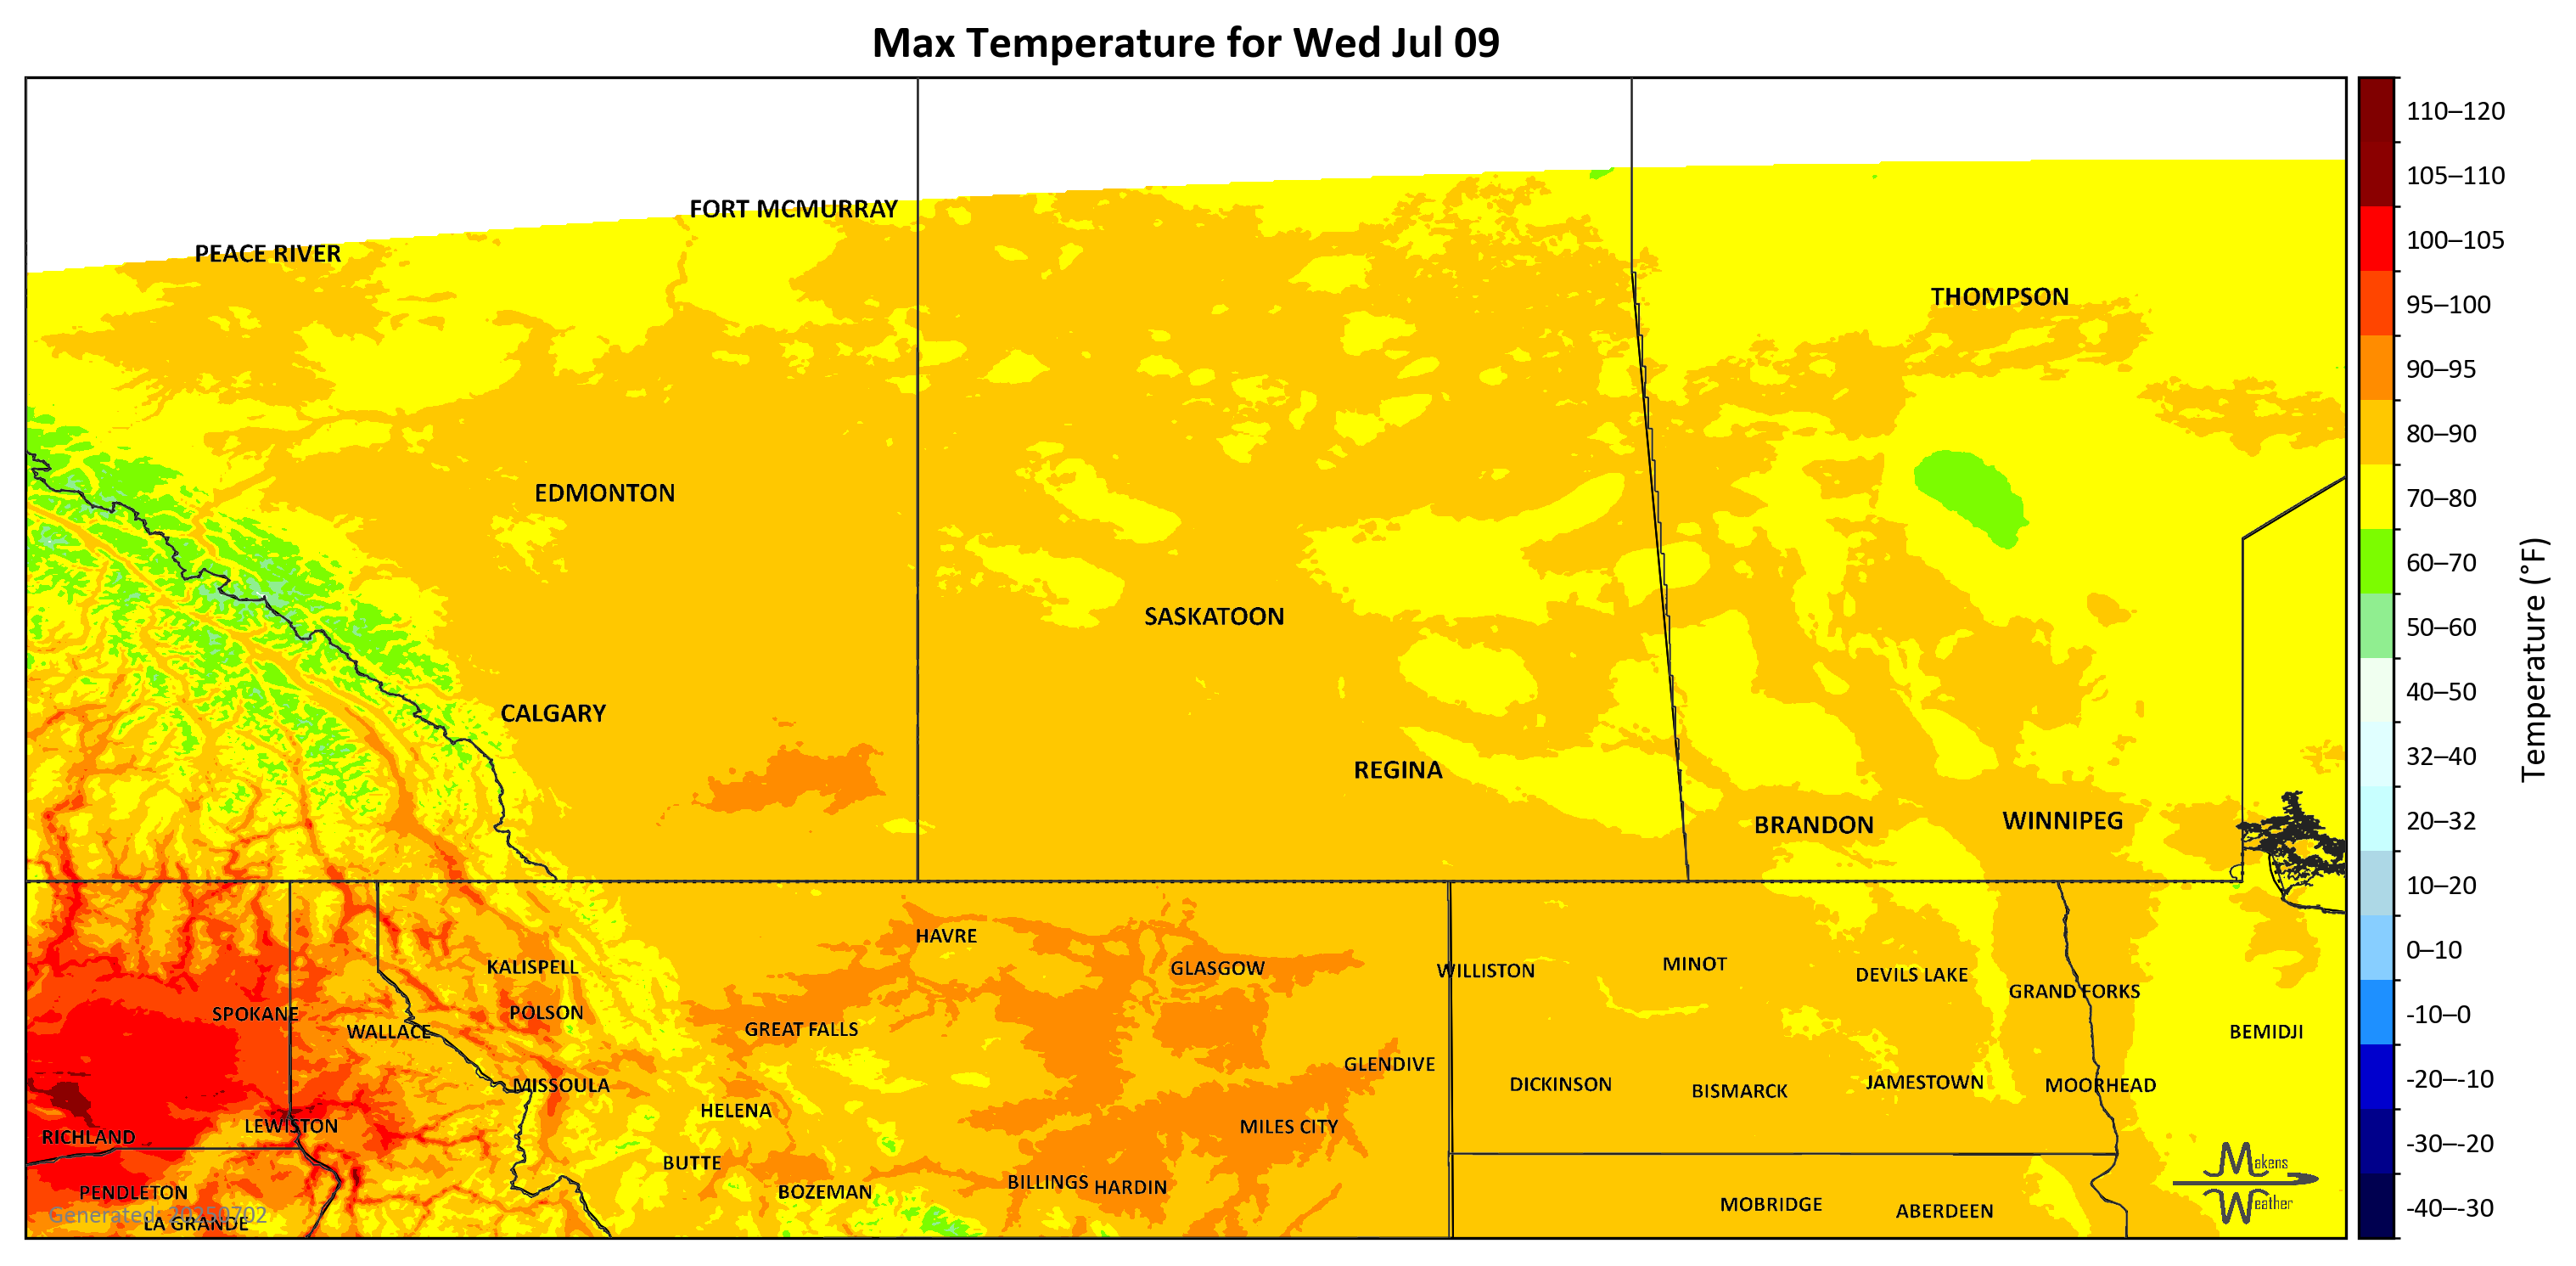 Max Temperature for Wed Jul 09
FORT MCMURRAY
PEACE RIVER
THOMPSON
EDMONTON
SASKATOON
CALGARY
REGINA
BRANDON
WINNIPEG
HAVRE
KALISPELL
GLASGOW
WILLISTON
MINOT
DEVILS LAKE
GRAND FORKS
SPOKANE
POLSON
WALLACE
GREAT FALLS
BEMIDJI
GLENDIVE
MISSOULA
DICKINSON
BISMARCK
JAMESTOWN
MOORHEAD
HELENA
LEWISTON
MILES CITY
RICHLAND
BUTTE
BILLINGS
HARDIN
PENDLETON
BOZEMAN
MOBRIDGE
ABERDEEN
LA GRANDE
Generated: 20250702
Makens
Weather
110–120
105–110
100–105
95–100
90–95
80–90
70–80
60–70
50–60
40–50
32–40
20–32
10–20
0–10
-10–0
-20–-10
-30–-20
-40–-30
Temperature (°F)